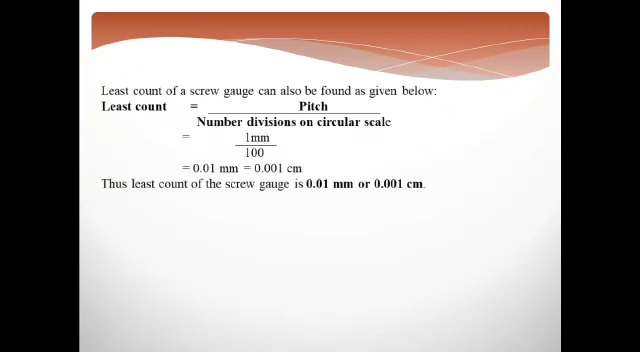 Least count of a screw gauge can also be found as given below:
Least count = Pitch
Number divisions on circular scale
= 1mm
100
= 0.01 mm = 0.001 cm
Thus least count of the screw gauge is 0.01 mm or 0.001 cm.